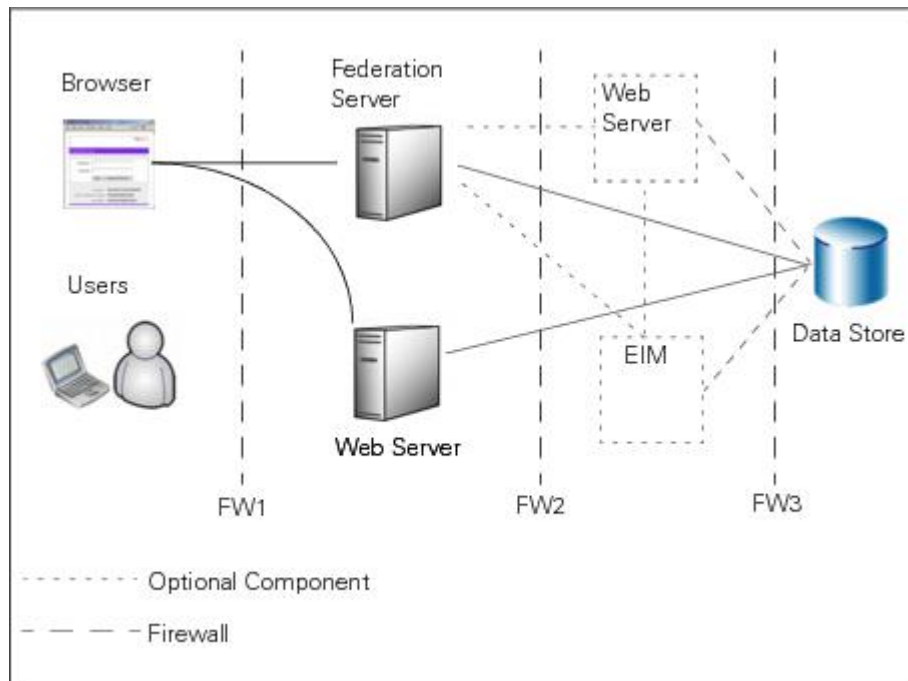 Browser
Federation
Server
Web
Server
Users
EIM
Data Store
Web Server
FW1
FW2
FW3
Optional Component
Firewall